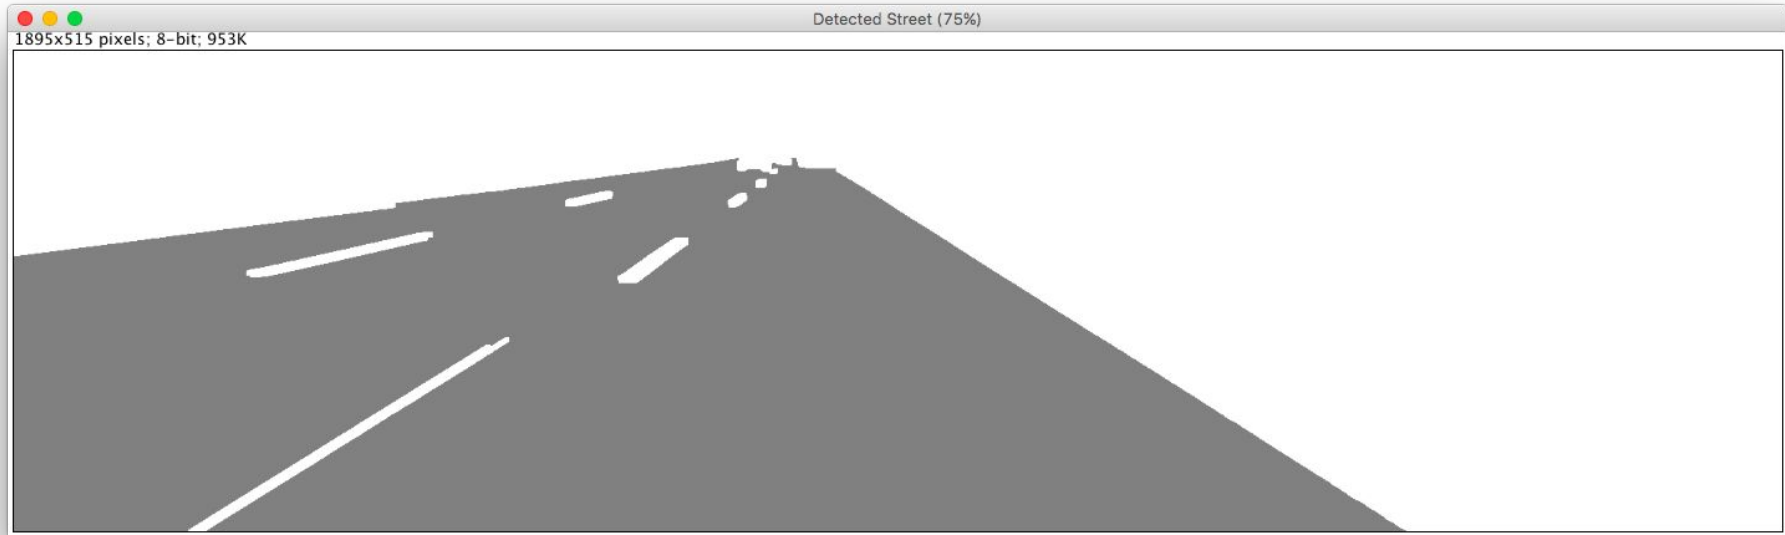 Detected Street (75%)
1895x515 pixels; 8-bit; 953K